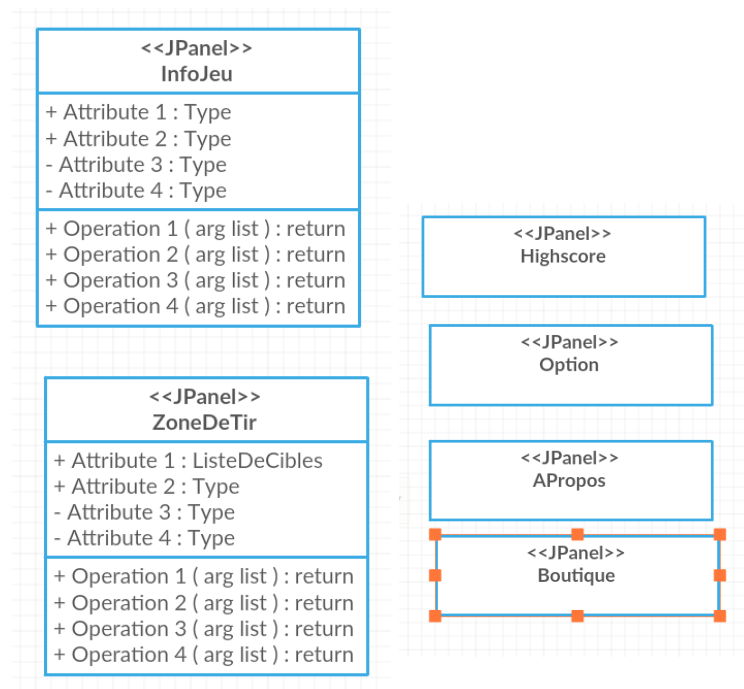 <<JPanel>>
InfoJeu
+ Attribute 1 : Type
+ Attribute 2 : Type
- Attribute 3 : Type
- Attribute 4 : Type
+ Operation 1 ( arg list ) : return
+ Operation 2 ( arg list ) : return
+ Operation 3 ( arg list ) : return
+ Operation 4 ( arg list ) : return
<<JPanel>>
ZoneDeTir
+ Attribute 1 : ListeDeCibles
+ Attribute 2 : Type
- Attribute 3 : Type
- Attribute 4 : Type
+ Operation 1 ( arg list ) : return
+ Operation 2 ( arg list ) : return
+ Operation 3 ( arg list ) : return
+ Operation 4 ( arg list ) : return
<<JPanel>>
Highscore
<<JPanel>>
Option
<<JPanel>>
APropos
<<JPanel>>
Boutique